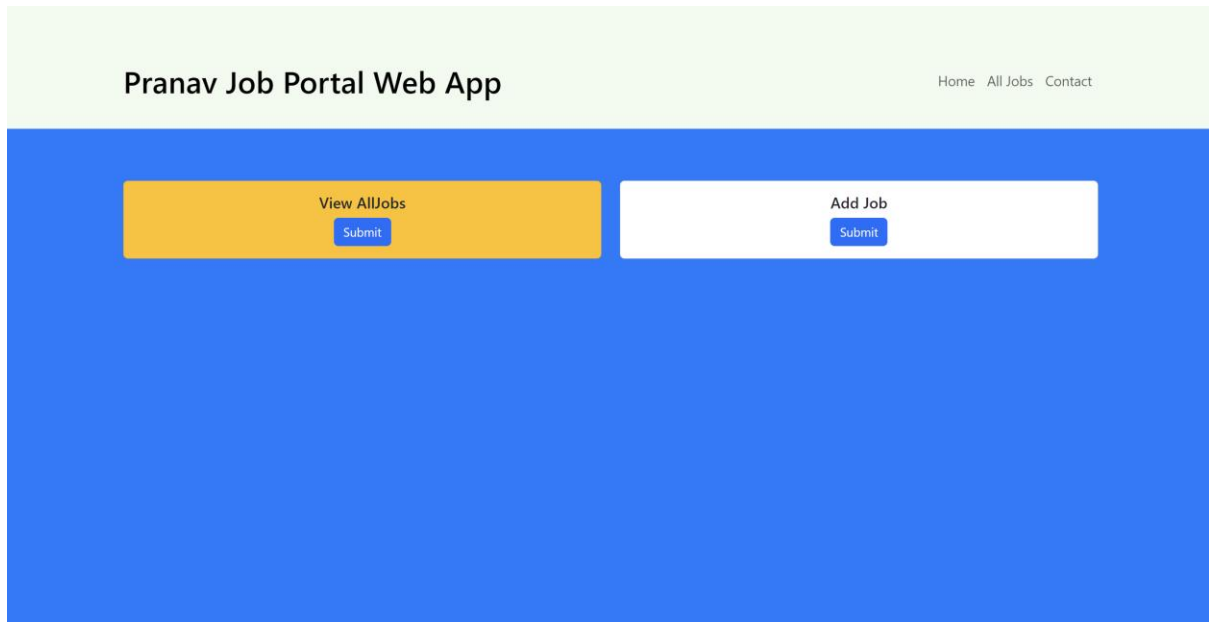 Pranav Job Portal Web App
Home All Jobs Contact
View AllJobs
Submit
Add Job
Submit